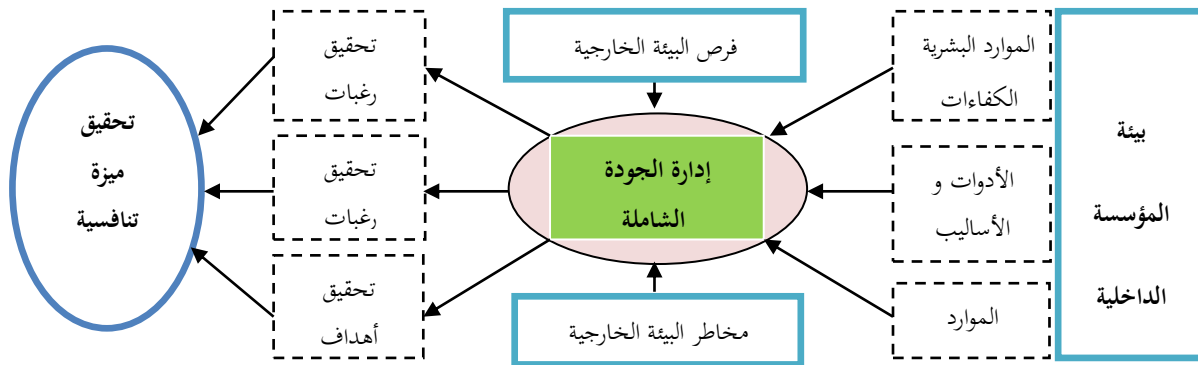 بيئة
المؤسسة
الداخلية
الموارد البشرية
الكفاءات
الأدوات و
الأساليب
الموارد
فرص البيئة الخارجية
إدارة الجودة
الشاملة
مخاطر البيئة الخارجية
تحقيق
رغبات
تحقيق
رغبات
تحقيق
أهداف
تحقيق
ميزة
تنافسية